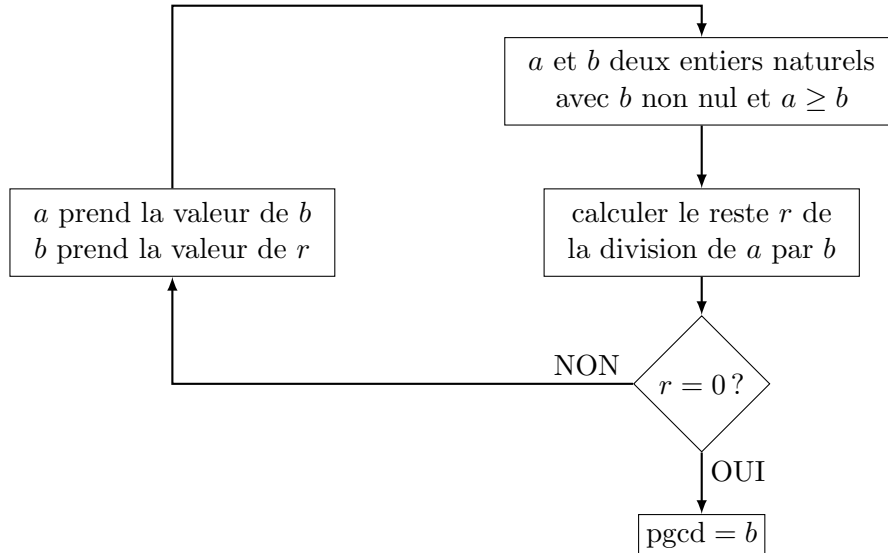 a et b deux entiers naturels
avec b non nul et a ≥ b
a prend la valeur de b
b prend la valeur de r
calculer le reste r de
la division de a par b
NON
r = 0 ?
OUI
pgcd = b